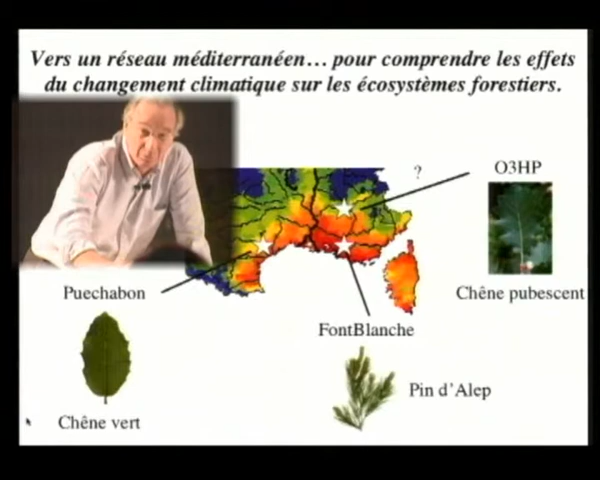 Vers un réseau méditerranéen... pour comprendre les effets
du changement climatique sur les écosystèmes forestiers.
?
O3HP
Chêne pubescent
Puechabon
FontBlanche
Pin d'Alep
Chêne vert